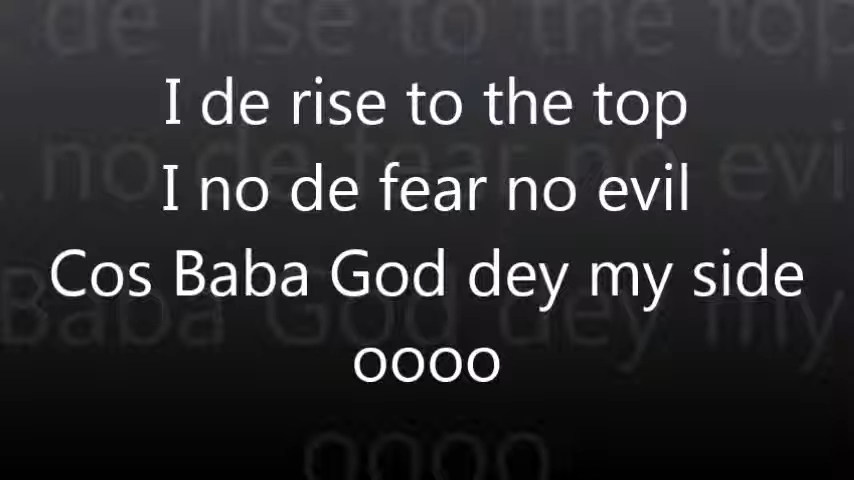 I de rise to the top
I no de fear no evil
Cos Baba God dey my side
oooo